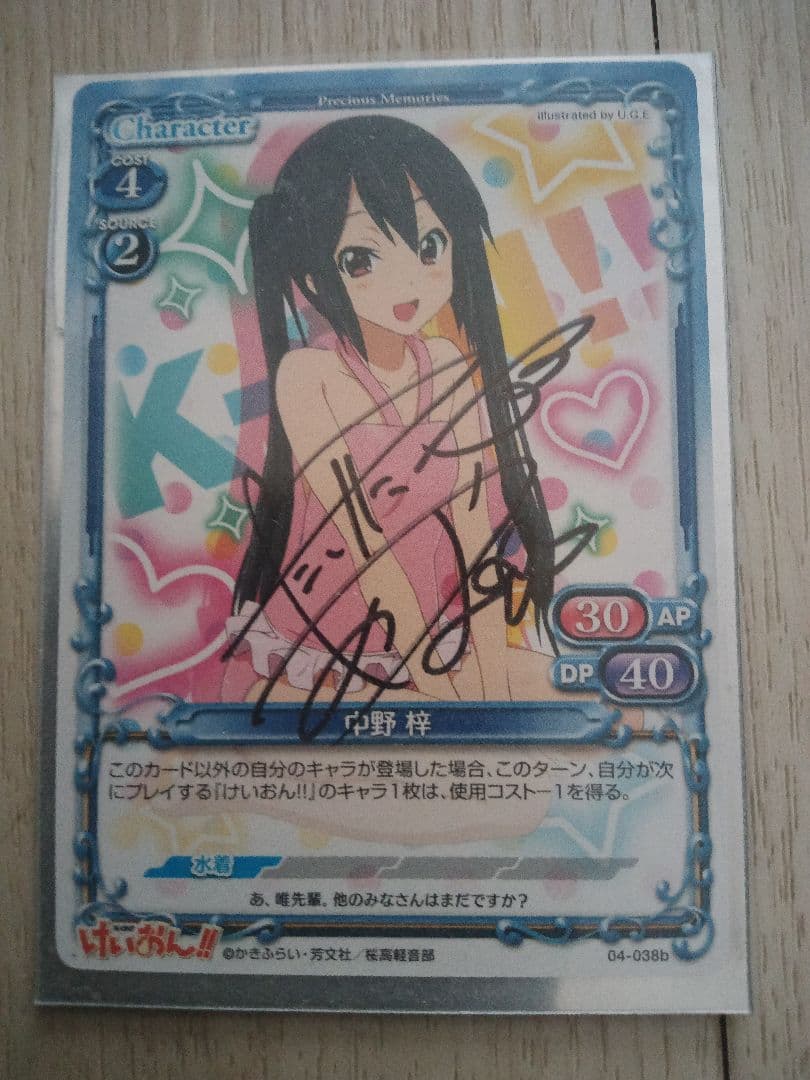 Precious Memories
Character
illustrated by U.G.E
COST
4
SOURCE
2
K-ON!!
30 AP
DP 40
中野 梓
このカード以外の自分のキャラが登場した場合、このターン、自分が次
にプレイする『けいおん!!』のキャラ1枚は、使用コスト－1を得る。
水着
あ、唯先輩。他のみなさんはまだですか?
けいおん!!
©かきふらい・芳文社/桜高軽音部
04-038b